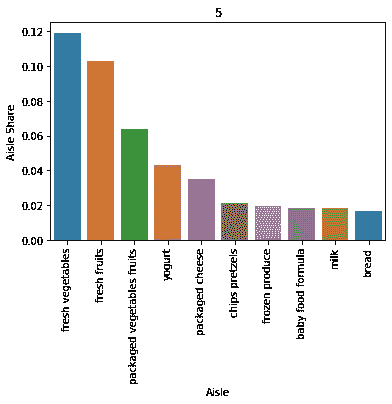 5
0.12
0.10
0.08
0.06
0.04
0.02
0.00
Aisle Share
fresh vegetables
fresh fruits
packaged vegetables fruits
yogurt
packaged cheese
chips pretzels
frozen produce
baby food formula
milk
bread
Aisle